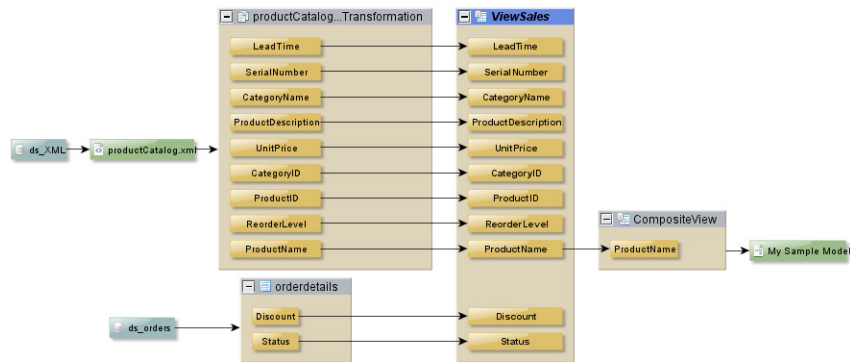 productCatalog...Transformation
ViewSales
LeadTime
LeadTime
SerialNumber
SerialNumber
CategoryName
CategoryName
ProductDescription
ProductDescription
ds_XML
productCatalog.xml
UnitPrice
UnitPrice
CategoryID
CategoryID
ProductID
ProductID
ReorderLevel
ReorderLevel
CompositeView
ProductName
ProductName
ProductName
My Sample Model
orderdetails
ds_orders
Discount
Discount
Status
Status